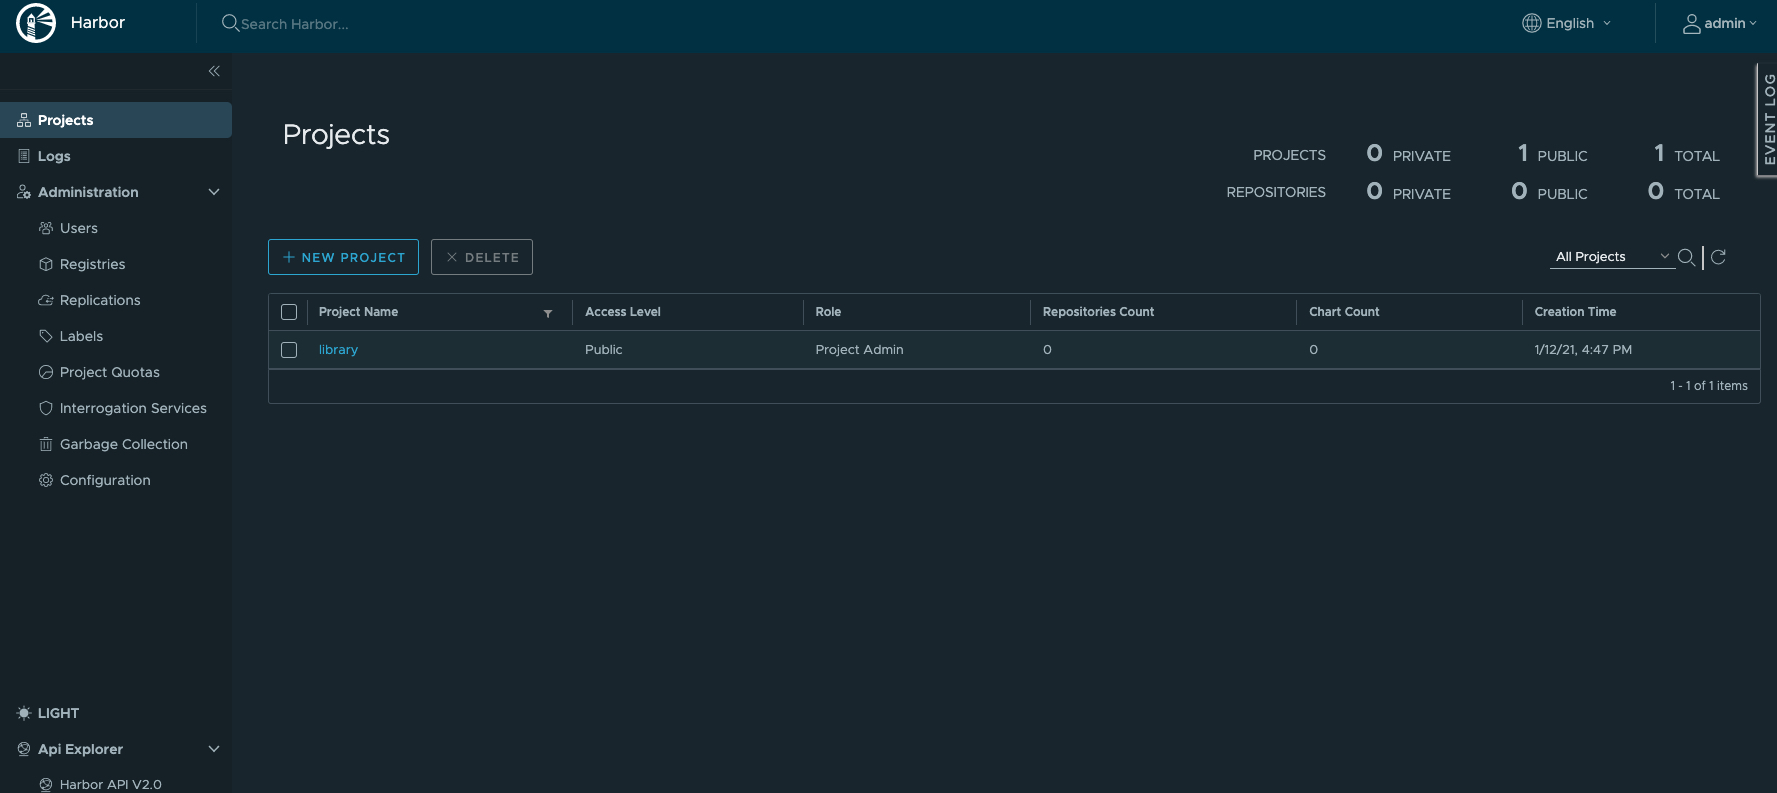 Harbor
Search Harbor...
English
admin
EVENT LOG
Projects
Logs
Administration
Users
Registries
Replications
Labels
Project Quotas
Interrogation Services
Garbage Collection
Configuration
LIGHT
Api Explorer
Harbor API V2.0
Projects
PROJECTS 0 PRIVATE 1 PUBLIC 1 TOTAL
REPOSITORIES 0 PRIVATE 0 PUBLIC 0 TOTAL
NEW PROJECT DELETE
All Projects
Project Name Access Level Role Repositories Count Chart Count Creation Time
library Public Project Admin 0 0 1/12/21, 4:47 PM
1 - 1 of 1 items